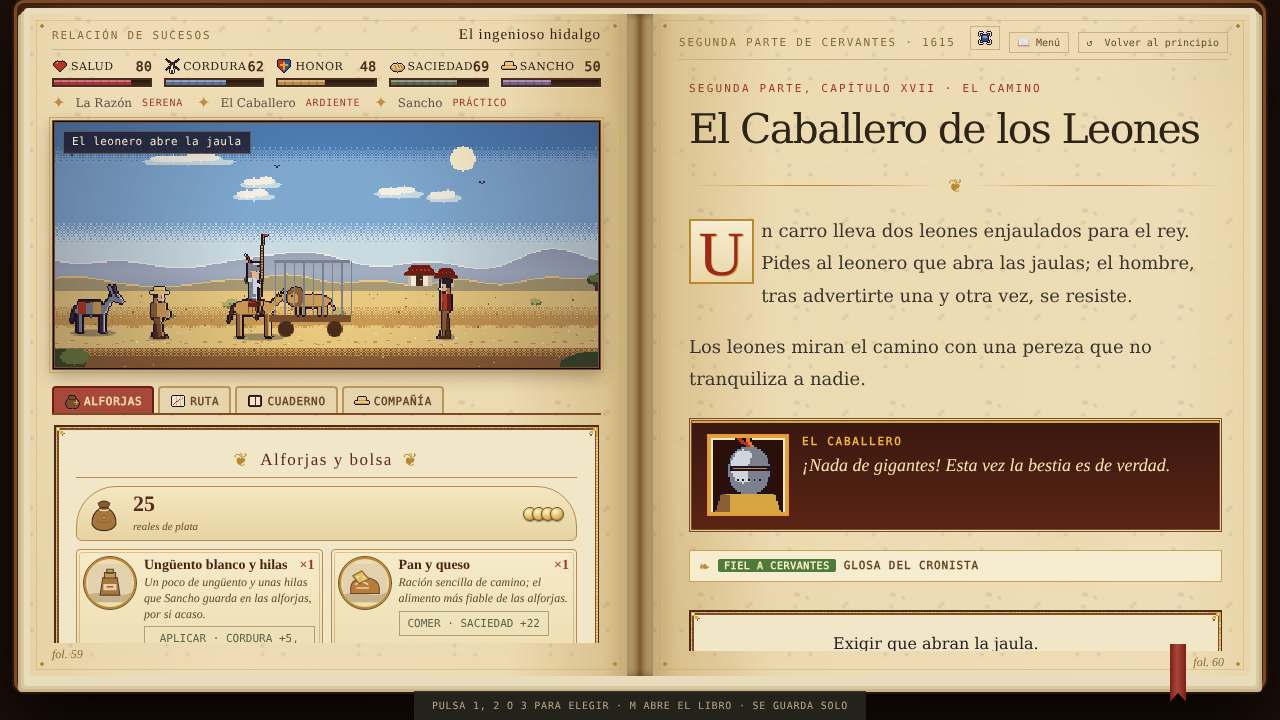 RELACIÓN DE SUCESOS
El ingenioso hidalgo
SALUD 80
CORDURA 62
HONOR 48
SACIEDAD 69
SANCHO 50
La Razón SERENA
El Caballero ARDIENTE
Sancho PRÁCTICO
El leonero abre la jaula
ALFORJAS
RUTA
CUADERNO
COMPAÑÍA
Alforjas y bolsa
25
reales de plata
Ungüento blanco y hilas ×1
Un poco de ungüento y unas hilas
que Sancho guarda en las alforjas,
por si acaso.
APLICAR · CORDURA +5,
Pan y queso ×1
Ración sencilla de camino; el
alimento más fiable de las alforjas.
COMER · SACIEDAD +22
fol. 59
SEGUNDA PARTE DE CERVANTES · 1615
Menú
↺ Volver al principio
SEGUNDA PARTE, CAPÍTULO XVII · EL CAMINO
El Caballero de los Leones
Un carro lleva dos leones enjaulados para el rey.
Pides al leonero que abra las jaulas; el hombre,
tras advertirte una y otra vez, se resiste.
Los leones miran el camino con una pereza que no
tranquiliza a nadie.
EL CABALLERO
¡Nada de gigantes! Esta vez la bestia es de verdad.
FIEL A CERVANTES GLOSA DEL CRONISTA
Exigir que abran la jaula.
fol. 60
PULSA 1, 2 O 3 PARA ELEGIR · M ABRE EL LIBRO · SE GUARDA SOLO